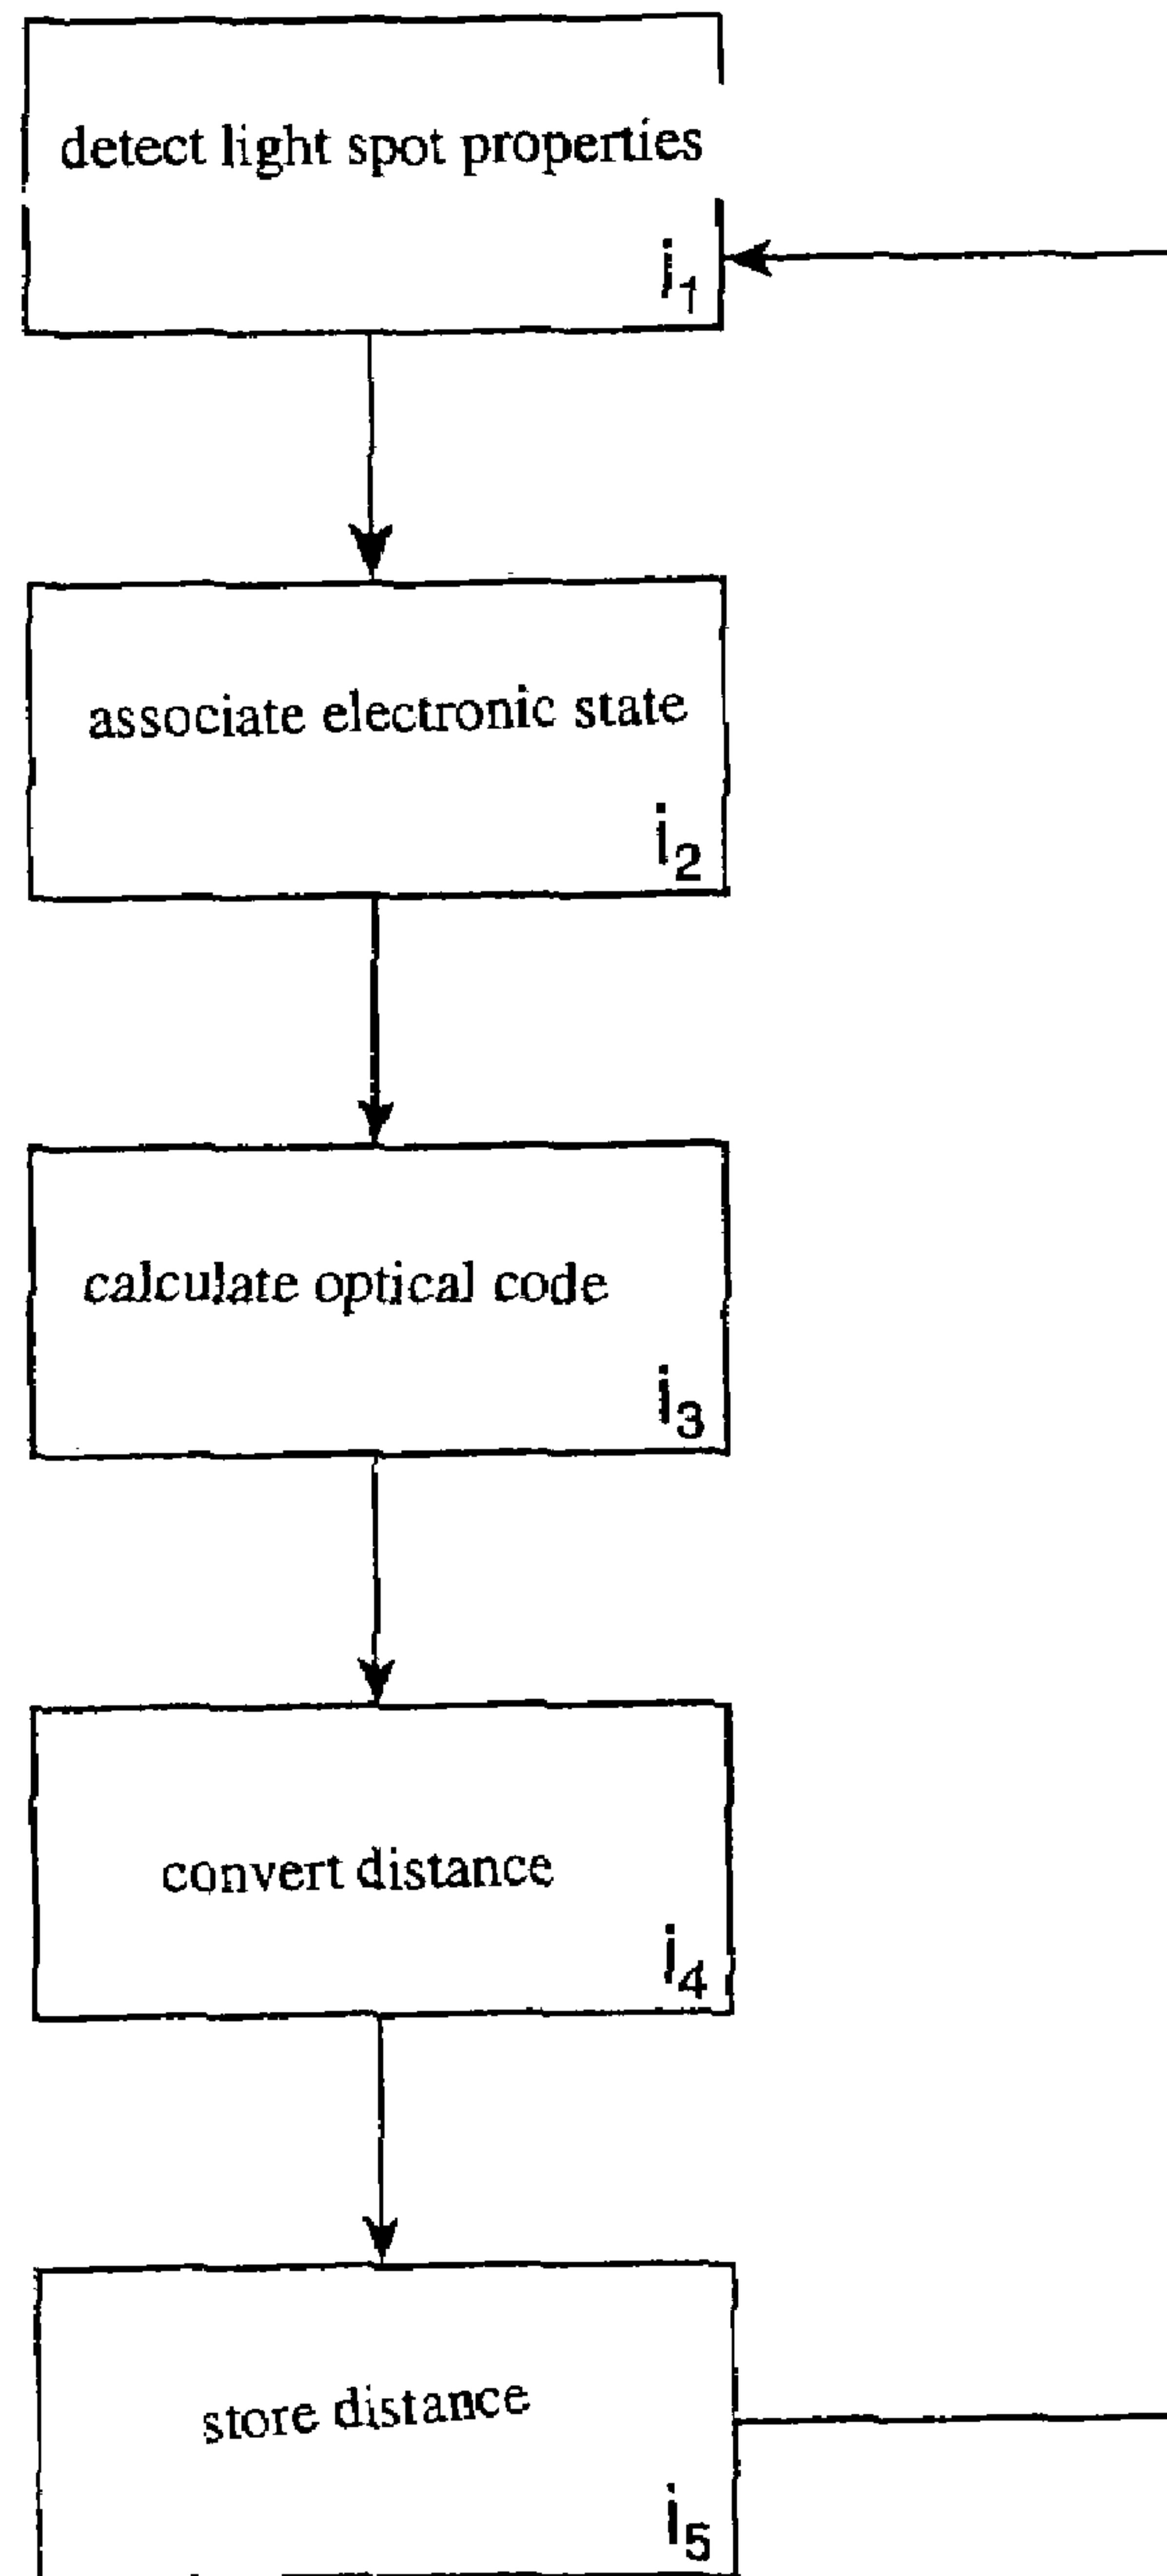 detect light spot properties
i₁
associate electronic state
i₂
calculate optical code
i₃
convert distance
i₄
store distance
i₅